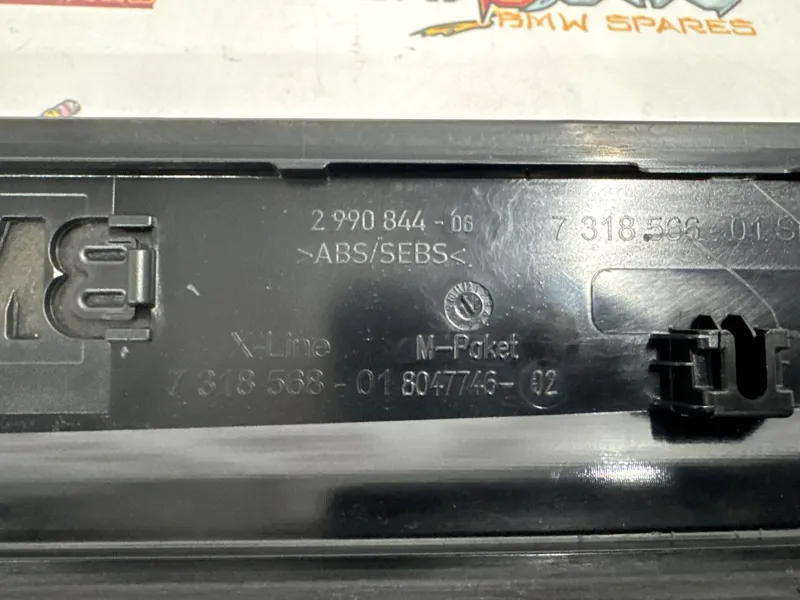 BMW SPARES
2 990 844 - 06
7 318 566 - 01
>ABS/SEBS<
X-Line
M-Paket
7 318 568 - 01
8047746- 02